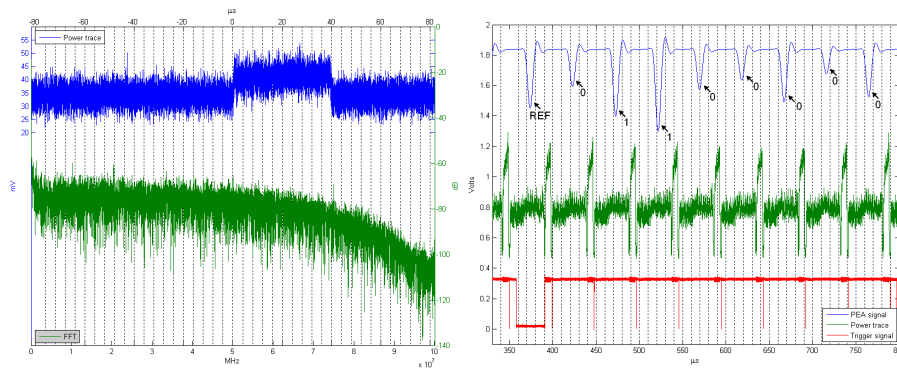 μs
-80 -60 -40 -20 0 20 40 60 80
Power trace
55
50
45
40
35
30
25
20
mV
0
-20
-40
-60
-80
-100
-120
-140
dB
FFT
0 1 2 3 4 5 6 7 8 9 10
MHz
x 10⁷
2
1.8
1.6
1.4
1.2
1
0.8
0.6
0.4
0.2
0
Volts
REF
0
1
1
0
0
0
0
0
PEA signal
Power trace
Trigger signal
350 400 450 500 550 600 650 700 750 800
μs